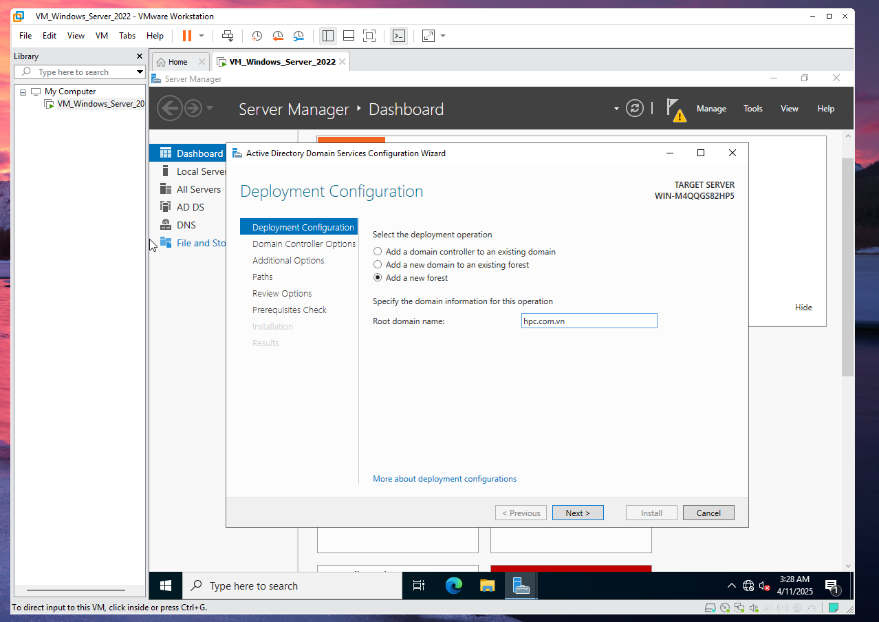 VM_Windows_Server_2022 - VMware Workstation
File Edit View VM Tabs Help
Library
Type here to search
My Computer
VM_Windows_Server_20
Home
VM_Windows_Server_2022
Server Manager
Server Manager Dashboard
Manage Tools View Help
Dashboard
Local Server
All Servers
AD DS
DNS
File and Sto
Active Directory Domain Services Configuration Wizard
Deployment Configuration
TARGET SERVER
WIN-M4QQGS82HP5
Deployment Configuration
Domain Controller Options
Additional Options
Paths
Review Options
Prerequisites Check
Installation
Results
Select the deployment operation
Add a domain controller to an existing domain
Add a new domain to an existing forest
Add a new forest
Specify the domain information for this operation
Root domain name: hpc.com.vn
More about deployment configurations
< Previous Next > Install Cancel
Hide
Type here to search
3:28 AM
4/11/2025
1
To direct input to this VM, click inside or press Ctrl+G.